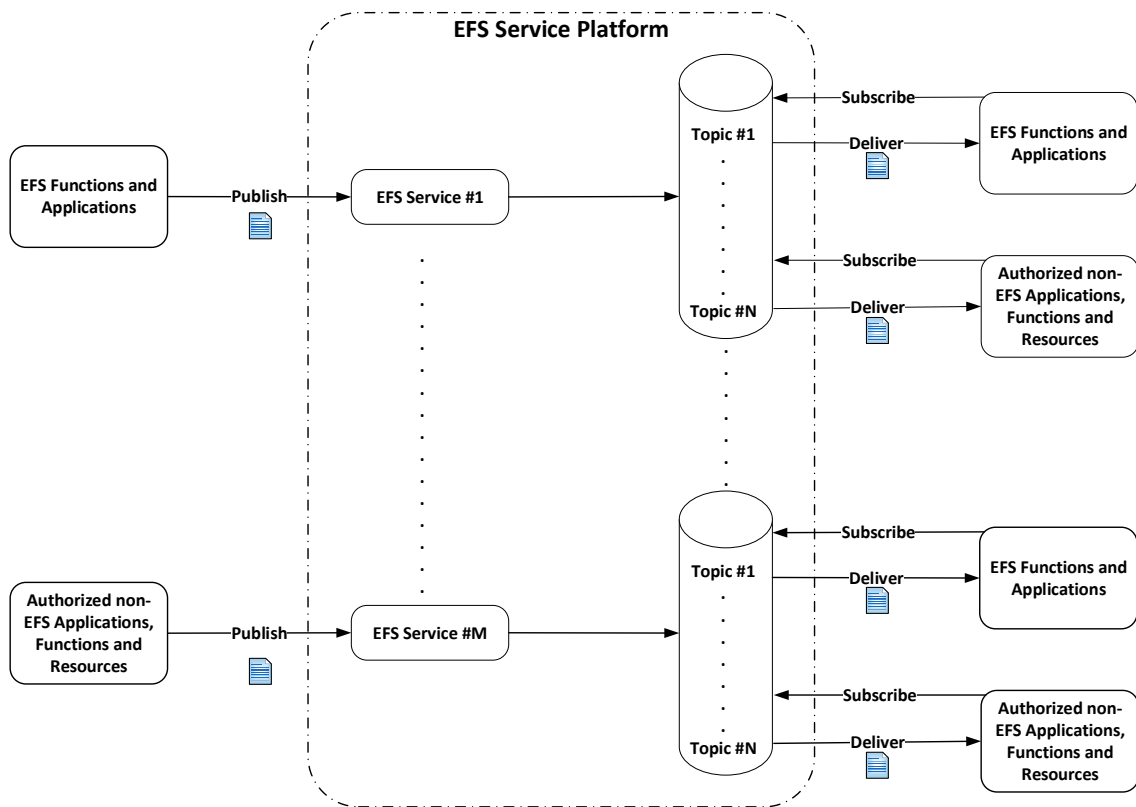 EFS Service Platform
EFS Functions and
Applications
Publish
EFS Service #1
Topic #1
Topic #N
Subscribe
Deliver
EFS Functions and
Applications
Subscribe
Deliver
Authorized non-
EFS Applications,
Functions and
Resources
Authorized non-
EFS Applications,
Functions and
Resources
Publish
EFS Service #M
Topic #1
Topic #N
Subscribe
Deliver
EFS Functions and
Applications
Subscribe
Deliver
Authorized non-
EFS Applications,
Functions and
Resources